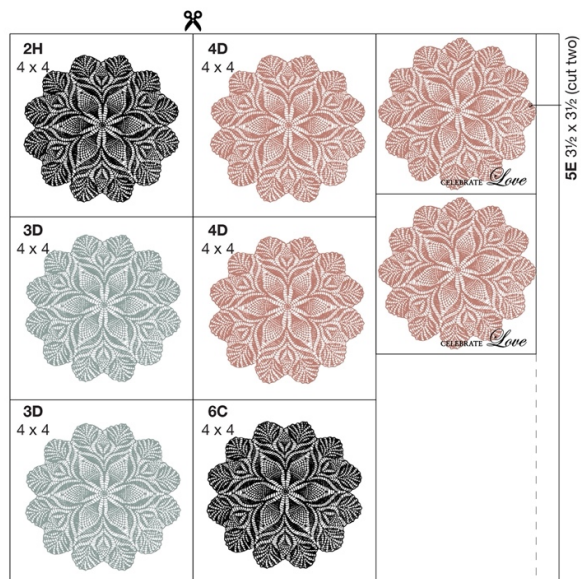 2H
4 x 4
4D
4 x 4
CELEBRATE Love
5E 3½ x 3½ (cut two)
3D
4 x 4
4D
4 x 4
CELEBRATE Love
3D
4 x 4
6C
4 x 4